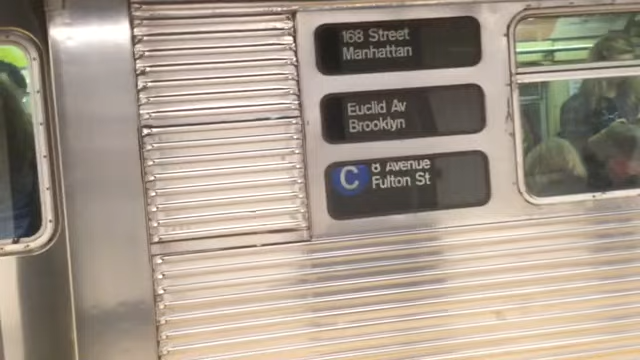 168 Street
Manhattan
Euclid Av
Brooklyn
C 8 Avenue
Fulton St